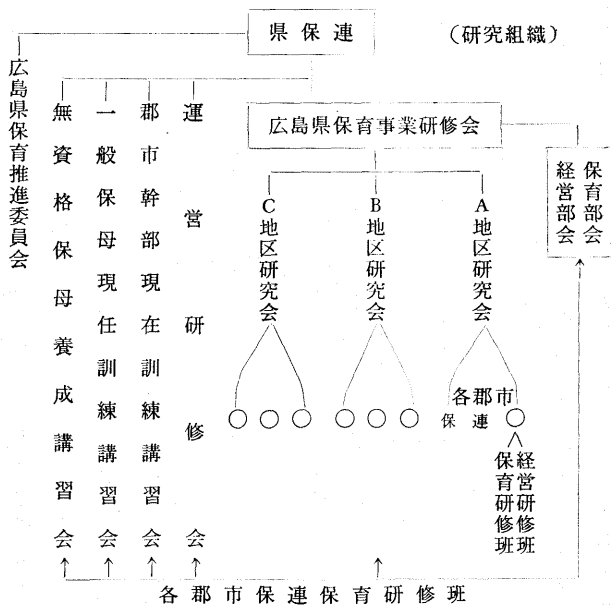 県保連
（研究組織）
広島県保育推進委員会
広島県保育事業研修会
保育部会
経営部会
運営研修会
郡市幹部現在訓練講習会
一般保母現任訓練講習会
無資格保母養成講習会
A地区研究会
B地区研究会
C地区研究会
各郡市
保連
経営研修班
保育研修班
各郡市保連保育研修班